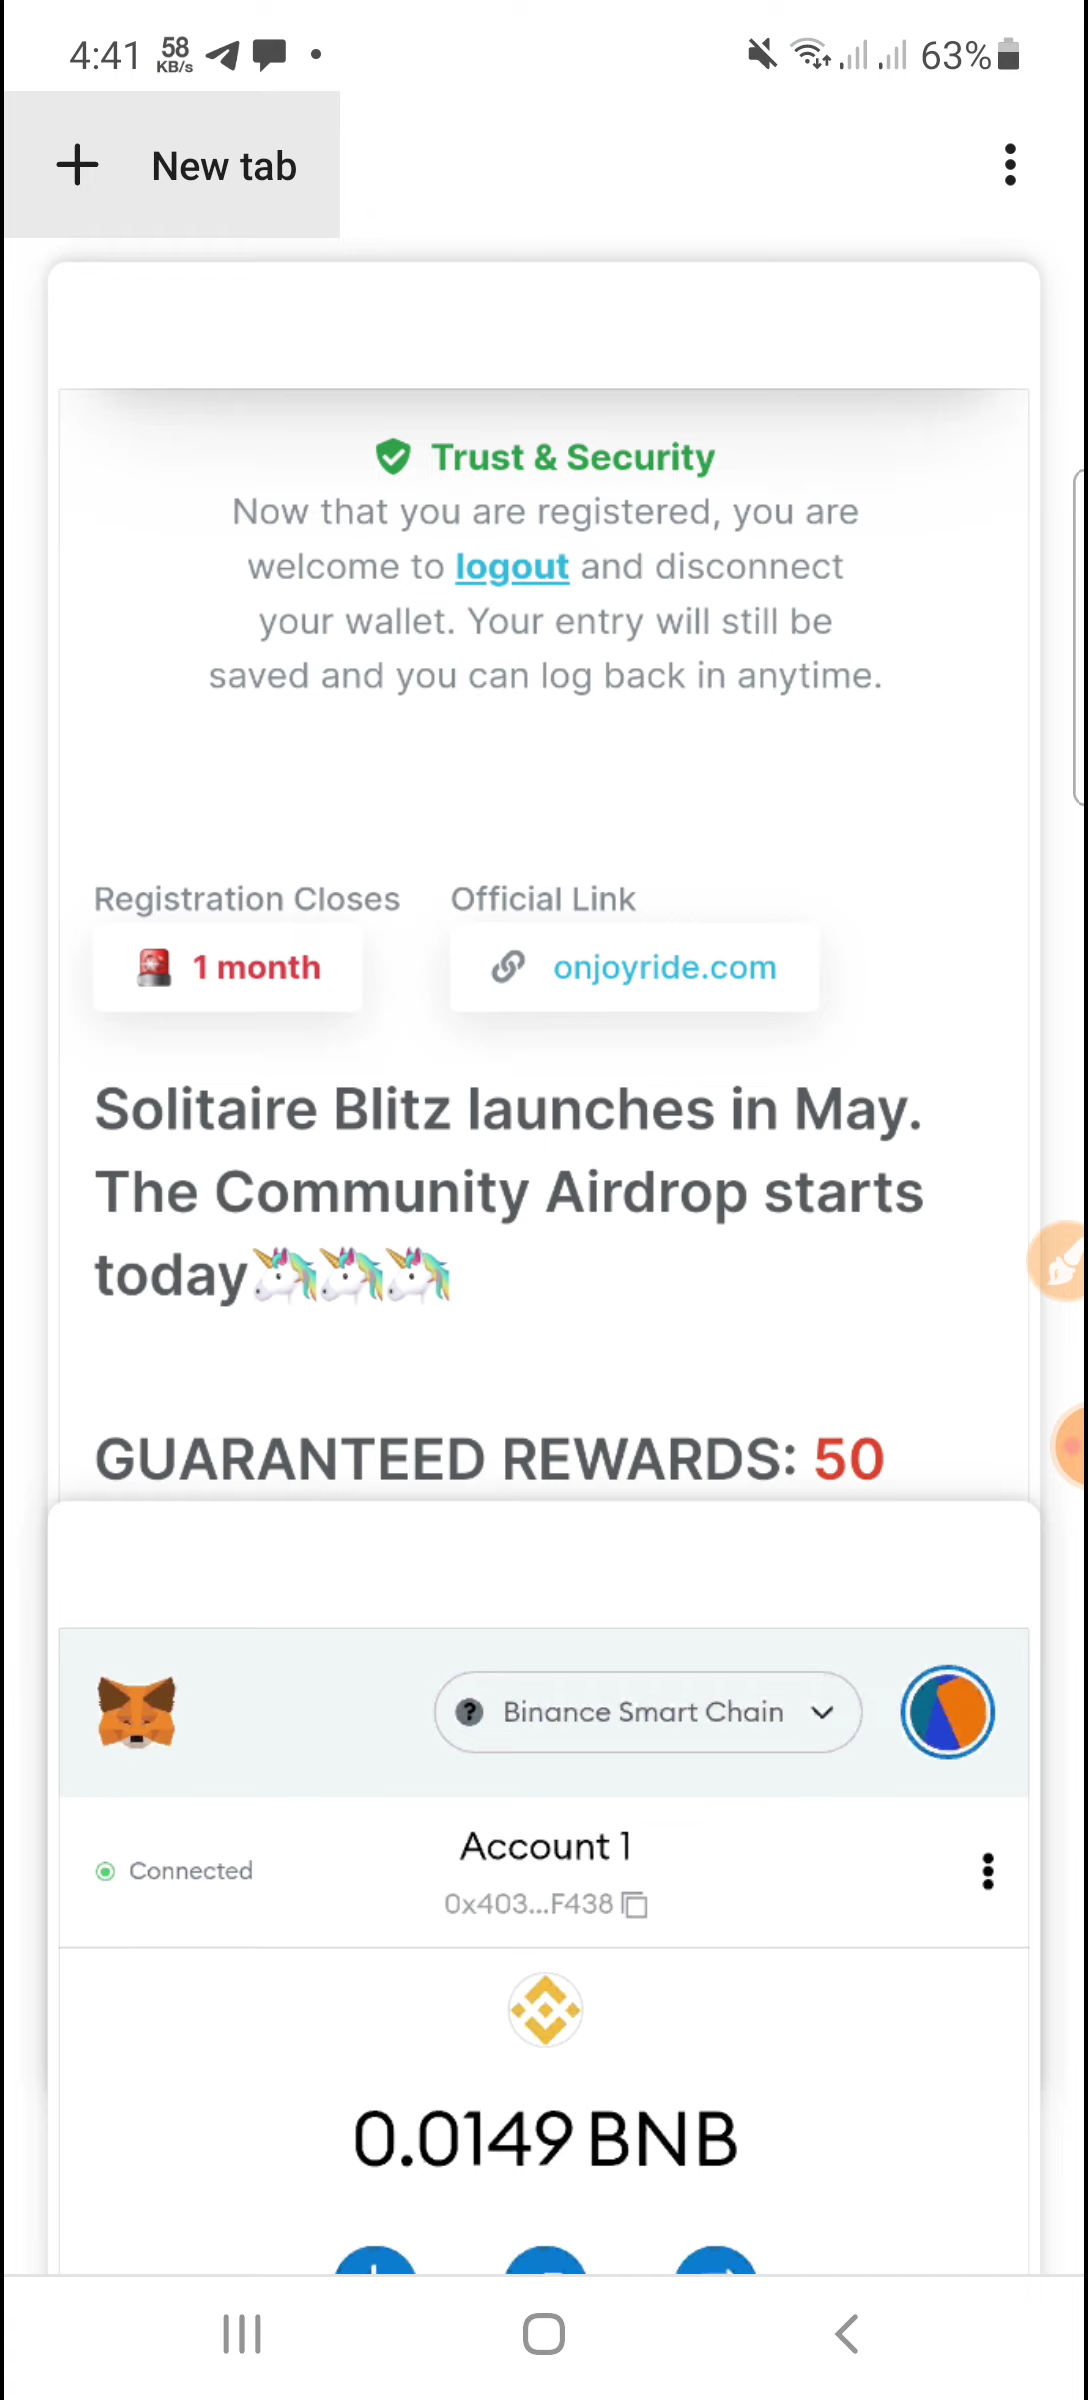 4:41 58 KB/s 63%
New tab
Trust & Security
Now that you are registered, you are
welcome to logout and disconnect
your wallet. Your entry will still be
saved and you can log back in anytime.
Registration Closes Official Link
1 month onjoyride.com
Solitaire Blitz launches in May.
The Community Airdrop starts
today
GUARANTEED REWARDS: 50
Binance Smart Chain
Account 1
Connected
0x403...F438
0.0149 BNB